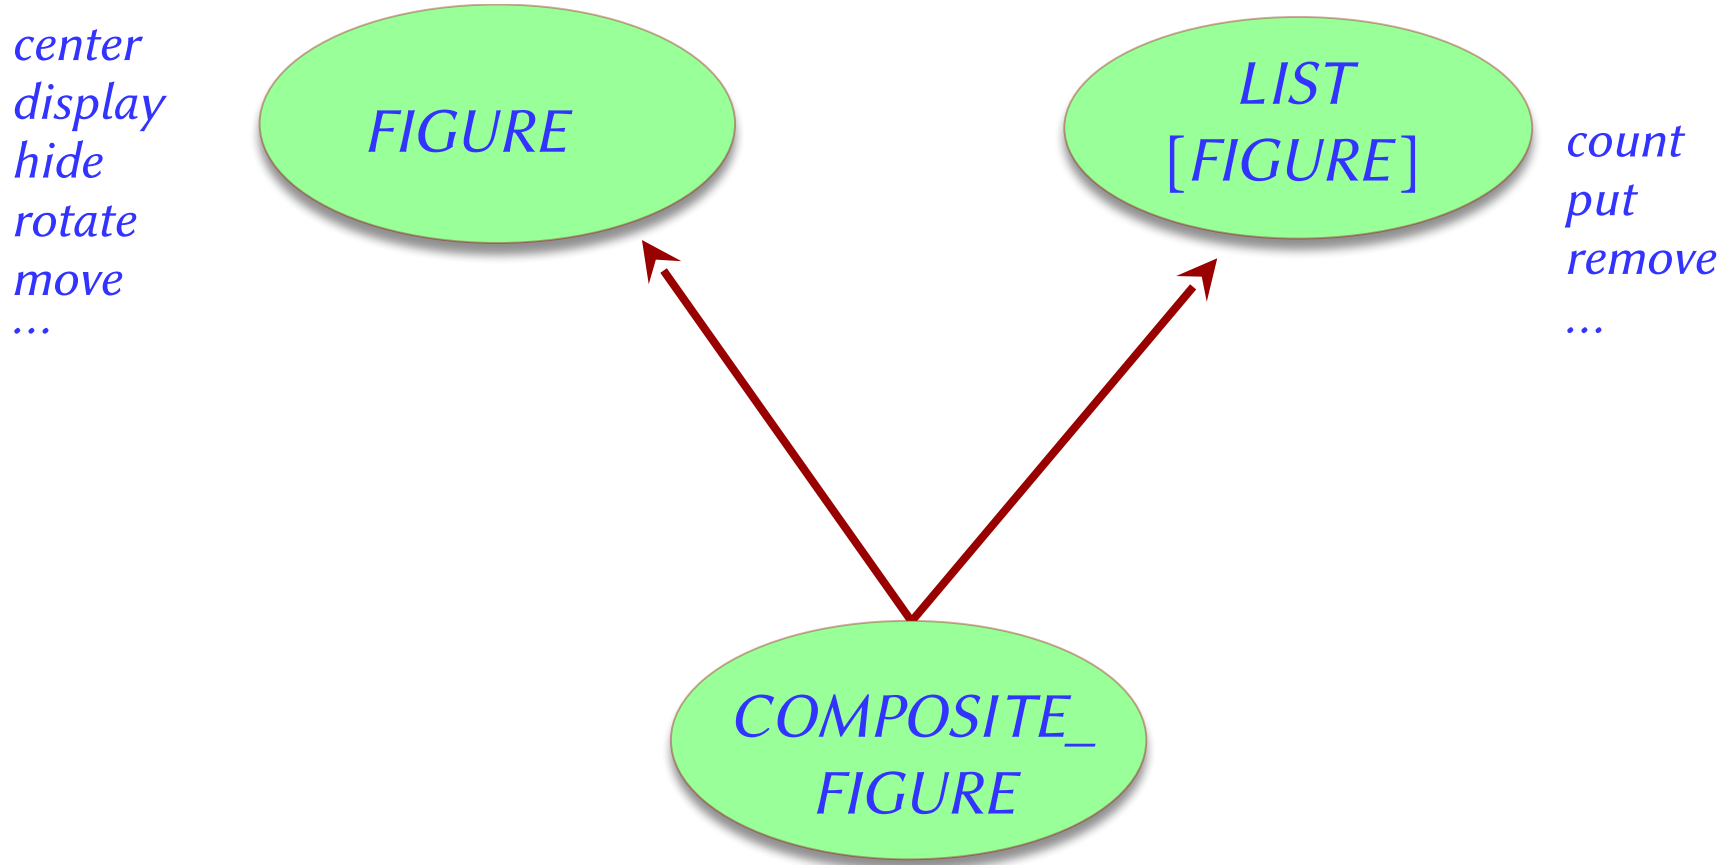 center
display
hide
rotate
move
...
FIGURE
LIST
[FIGURE]
count
put
remove
...
COMPOSITE_
FIGURE